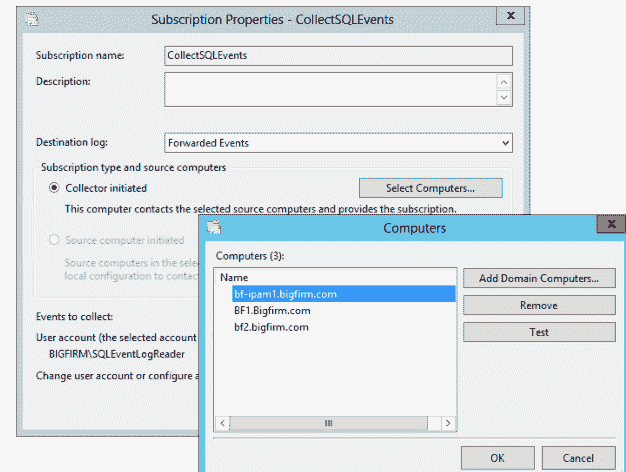 Subscription Properties - CollectSQLEvents
Subscription name: CollectSQLEvents
Description:
Destination log: Forwarded Events
Subscription type and source computers
Collector initiated Select Computers...
This computer contacts the selected source computers and provides the subscription.
Source computer initiated
Source computers in the
local configuration to
Events to collect:
User account (the selected account
BIGFIRM\SQLEventLogReader
Change user account or configure
Computers
Computers (3):
Name
bf-ipam1.bigfirm.com
BF1.Bigfirm.com
bf2.bigfirm.com
Add Domain Computers...
Remove
Test
OK Cancel